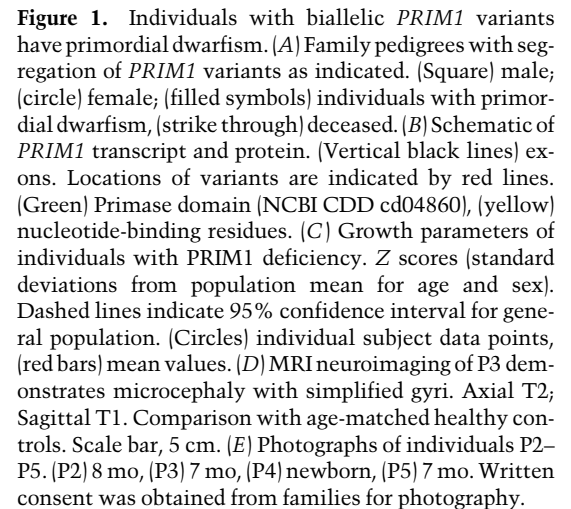 Figure 1. Individuals with biallelic PRIM1 variants
have primordial dwarfism. (A) Family pedigrees with seg-
regation of PRIM1 variants as indicated. (Square) male;
(circle) female; (filled symbols) individuals with primor-
dial dwarfism, (strike through) deceased. (B) Schematic of
PRIM1 transcript and protein. (Vertical black lines) ex-
ons. Locations of variants are indicated by red lines.
(Green) Primase domain (NCBI CDD cd04860), (yellow)
nucleotide-binding residues. (C) Growth parameters of
individuals with PRIM1 deficiency. Z scores (standard
deviations from population mean for age and sex).
Dashed lines indicate 95% confidence interval for gene-
ral population. (Circles) individual subject data points,
(red bars) mean values. (D) MRI neuroimaging of P3 dem-
onstrates microcephaly with simplified gyri. Axial T2;
Sagittal T1. Comparison with age-matched healthy con-
trols. Scale bar, 5 cm. (E) Photographs of individuals P2–
P5. (P2) 8 mo, (P3) 7 mo, (P4) newborn, (P5) 7 mo. Written
consent was obtained from families for photography.